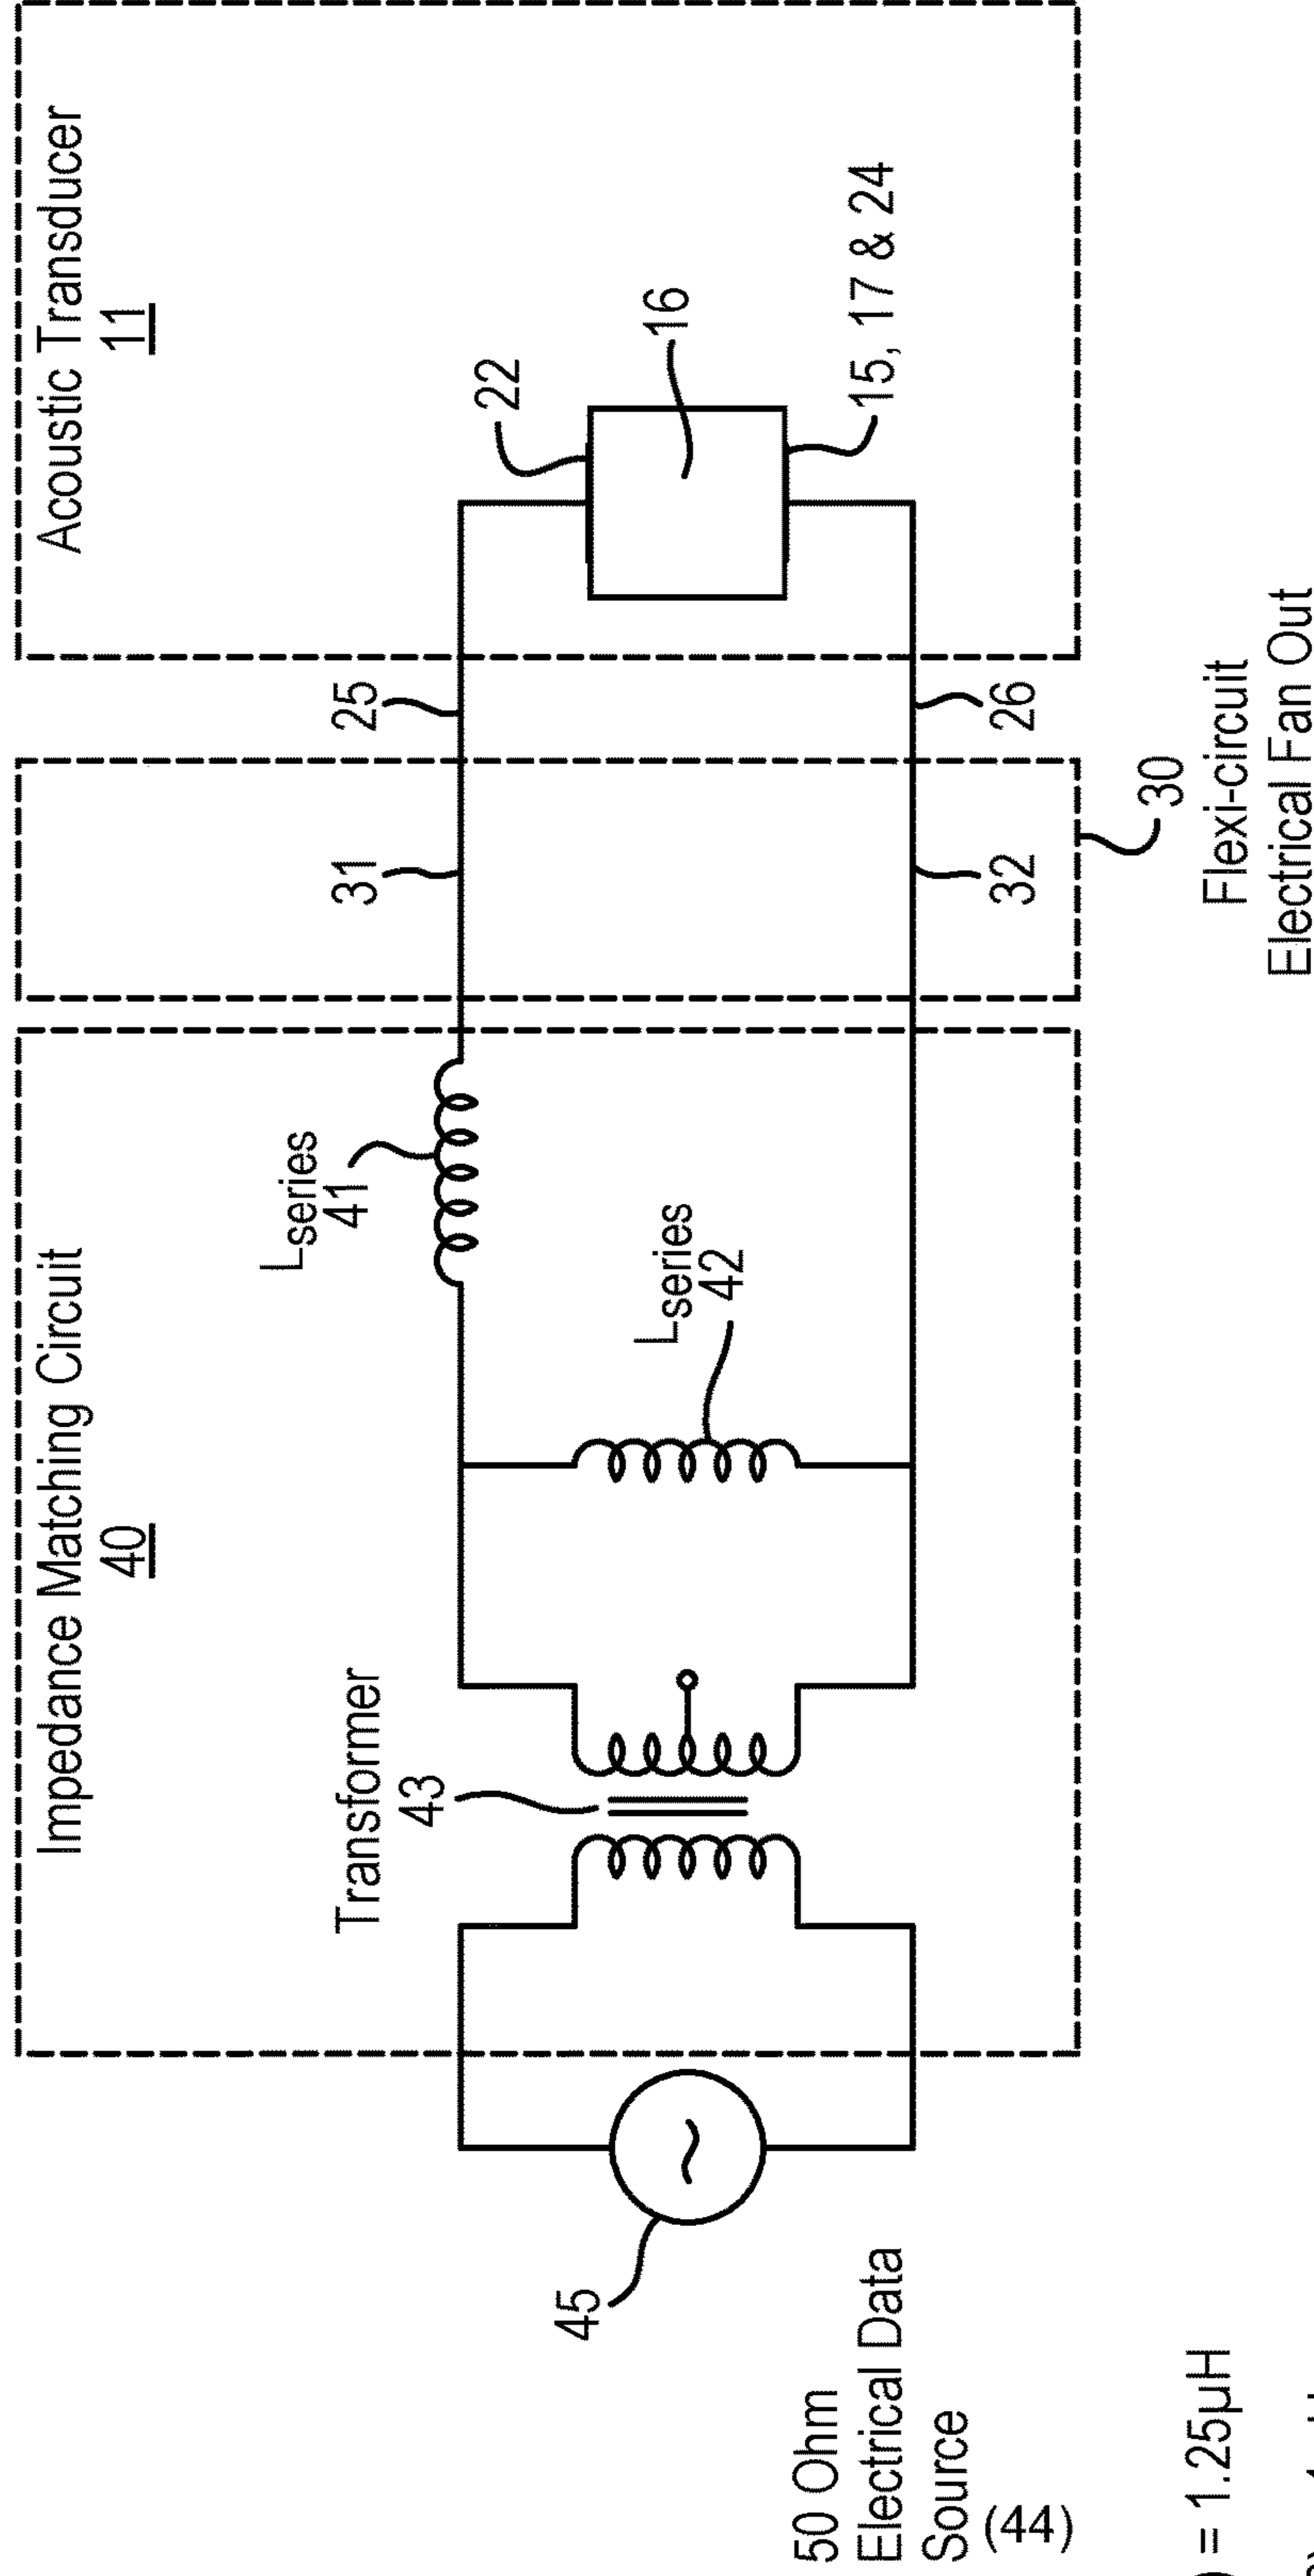 Impedance Matching Circuit
40
Acoustic Transducer
11
Transformer
43
Lseries
41
Lseries
42
31
25
22
16
15, 17 & 24
32
26
30
Flexi-circuit
Electrical Fan Out
45
50 Ohm
Electrical Data
Source
(44)
= 1.25µH